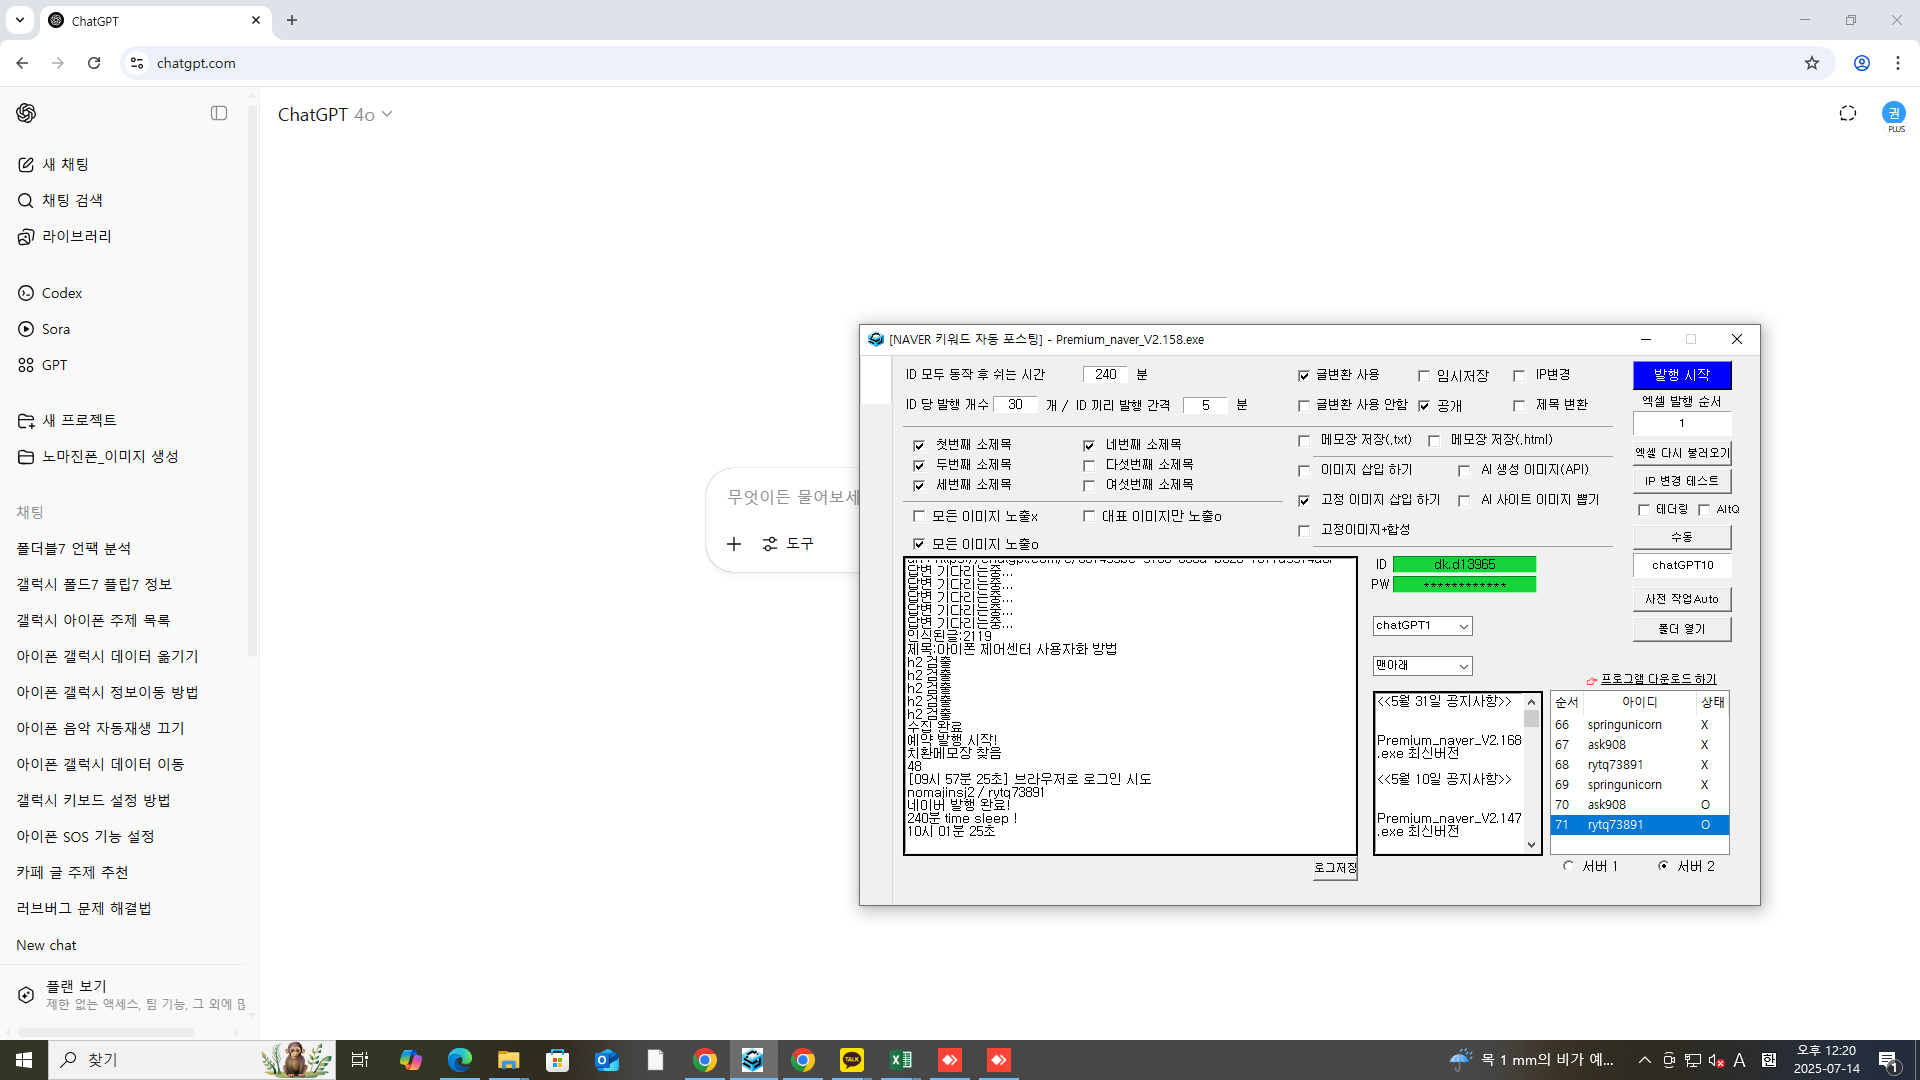 ChatGPT
chatgpt.com
새 채팅
채팅 검색
라이브러리
Codex
Sora
GPT
새 프로젝트
노마진폰_이미지 생성
채팅
폴더블7 언팩 분석
갤럭시 폴드7 플립7 정보
갤럭시 아이폰 주제 목록
아이폰 갤럭시 데이터 옮기기
아이폰 갤럭시 정보이동 방법
아이폰 음악 자동재생 끄기
아이폰 갤럭시 데이터 이동
갤럭시 키보드 설정 방법
아이폰 SOS 기능 설정
카페 글 주제 추천
러브버그 문제 해결법
New chat
플랜 보기
제한 없는 액세스, 팀 기능, 그 외에 많
ChatGPT 4o
권
PLUS
무엇이든 물어보세
도구
[NAVER 키워드 자동 포스팅] - Premium_naver_V2.158.exe
ID 모두 동작 후 쉬는 시간 240 분
ID 당 발행 개수 30 개 / ID 끼리 발행 간격 5 분
첫번째 소제목 네번째 소제목
두번째 소제목 다섯번째 소제목
세번째 소제목 여섯번째 소제목
모든 이미지 노출x 대표 이미지만 노출o
모든 이미지 노출o
글변환 사용 임시저장 IP변경
글변환 사용 안함 공개 제목 변환
메모장 저장(.txt) 메모장 저장(.html)
이미지 삽입 하기 AI 생성 이미지(API)
고정 이미지 삽입 하기 AI 사이트 이미지 뽑기
고정이미지+합성
발행 시작
엑셀 발행 순서
1
엑셀 다시 불러오기
IP 변경 테스트
테더링 AltQ
수동
chatGPT10
사전 작업Auto
폴더 열기
답변 기다리는중...
답변 기다리는중...
답변 기다리는중...
답변 기다리는중...
답변 기다리는중...
인식된글:2119
제목:아이폰 제어센터 사용자화 방법
h2 검출
h2 검출
h2 검출
h2 검출
h2 검출
수집 완료
예약 발행 시작!
치환메모장 찾음
48
[09시 57분 25초] 브라우저로 로그인 시도
nomajinsj2 / rytq73891
네이버 발행 완료!
240분 time sleep !
10시 01분 25초
로그저장
ID dk.d13965
PW ************
chatGPT1
맨아래
<<5월 31일 공지사항>>
Premium_naver_V2.168
.exe 최신버전
<<5월 10일 공지사항>>
Premium_naver_V2.147
.exe 최신버전
프로그램 다운로드 하기
순서 아이디 상태
66 springunicorn X
67 ask908 X
68 rytq73891 X
69 springunicorn X
70 ask908 O
71 rytq73891 O
서버 1 서버 2
찾기
TALK
목 1 mm의 비가 예...
A 한
오후 12:20
2025-07-14
1